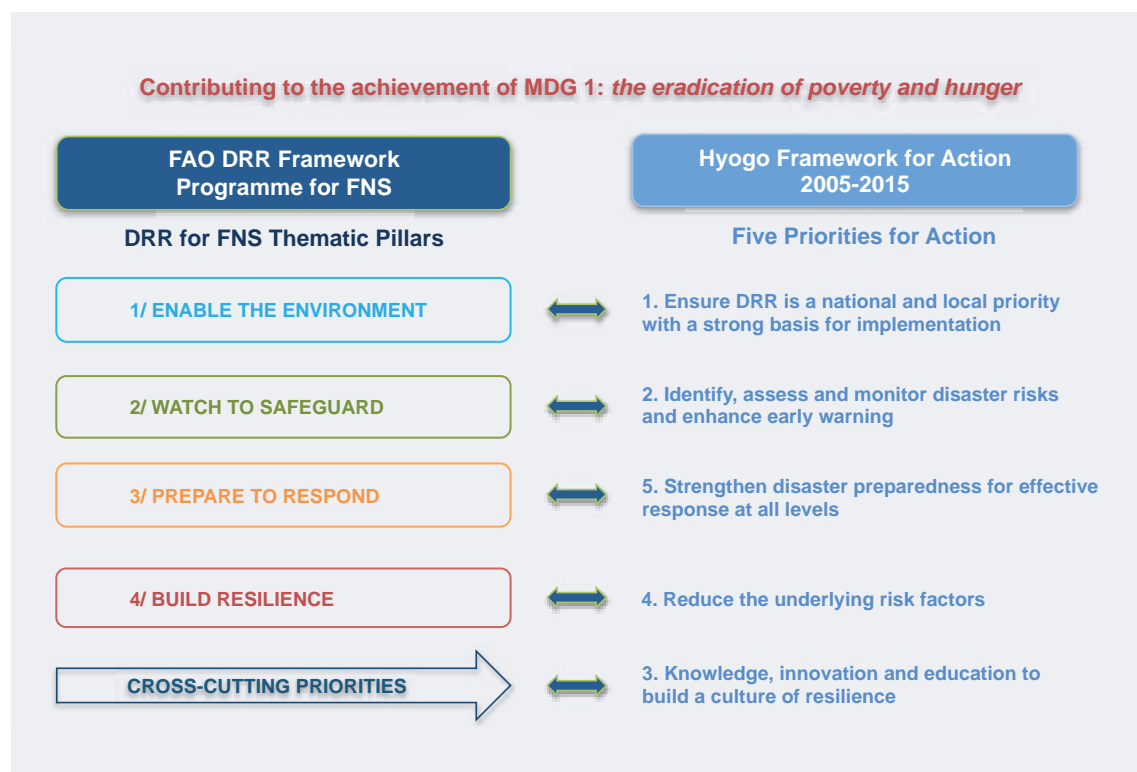 Contributing to the achievement of MDG 1: the eradication of poverty and hunger
FAO DRR Framework
Programme for FNS
Hyogo Framework for Action
2005-2015
DRR for FNS Thematic Pillars
Five Priorities for Action
1/ ENABLE THE ENVIRONMENT
1. Ensure DRR is a national and local priority
with a strong basis for implementation
2/ WATCH TO SAFEGUARD
2. Identify, assess and monitor disaster risks
and enhance early warning
3/ PREPARE TO RESPOND
5. Strengthen disaster preparedness for effective
response at all levels
4/ BUILD RESILIENCE
4. Reduce the underlying risk factors
CROSS-CUTTING PRIORITIES
3. Knowledge, innovation and education to
build a culture of resilience